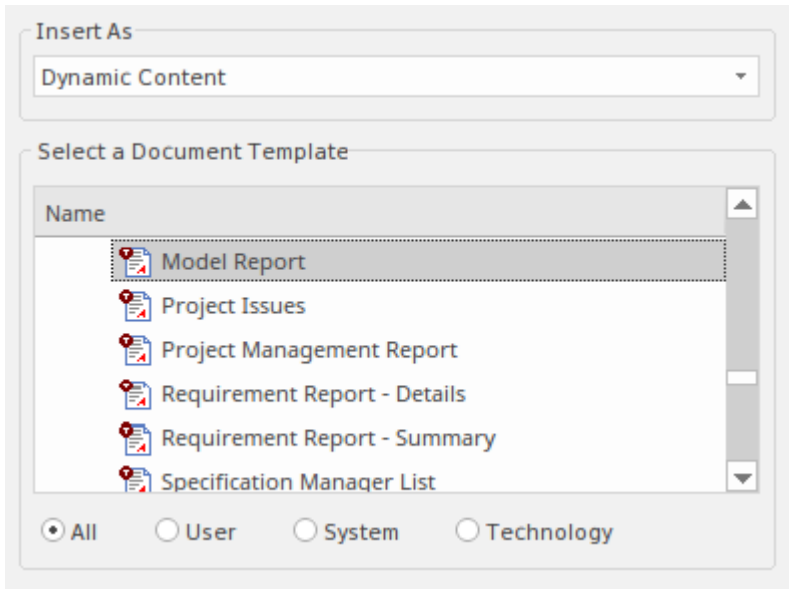 Insert As
Dynamic Content
Select a Document Template
Name
Model Report
Project Issues
Project Management Report
Requirement Report - Details
Requirement Report - Summary
Specification Manager List
All User System Technology